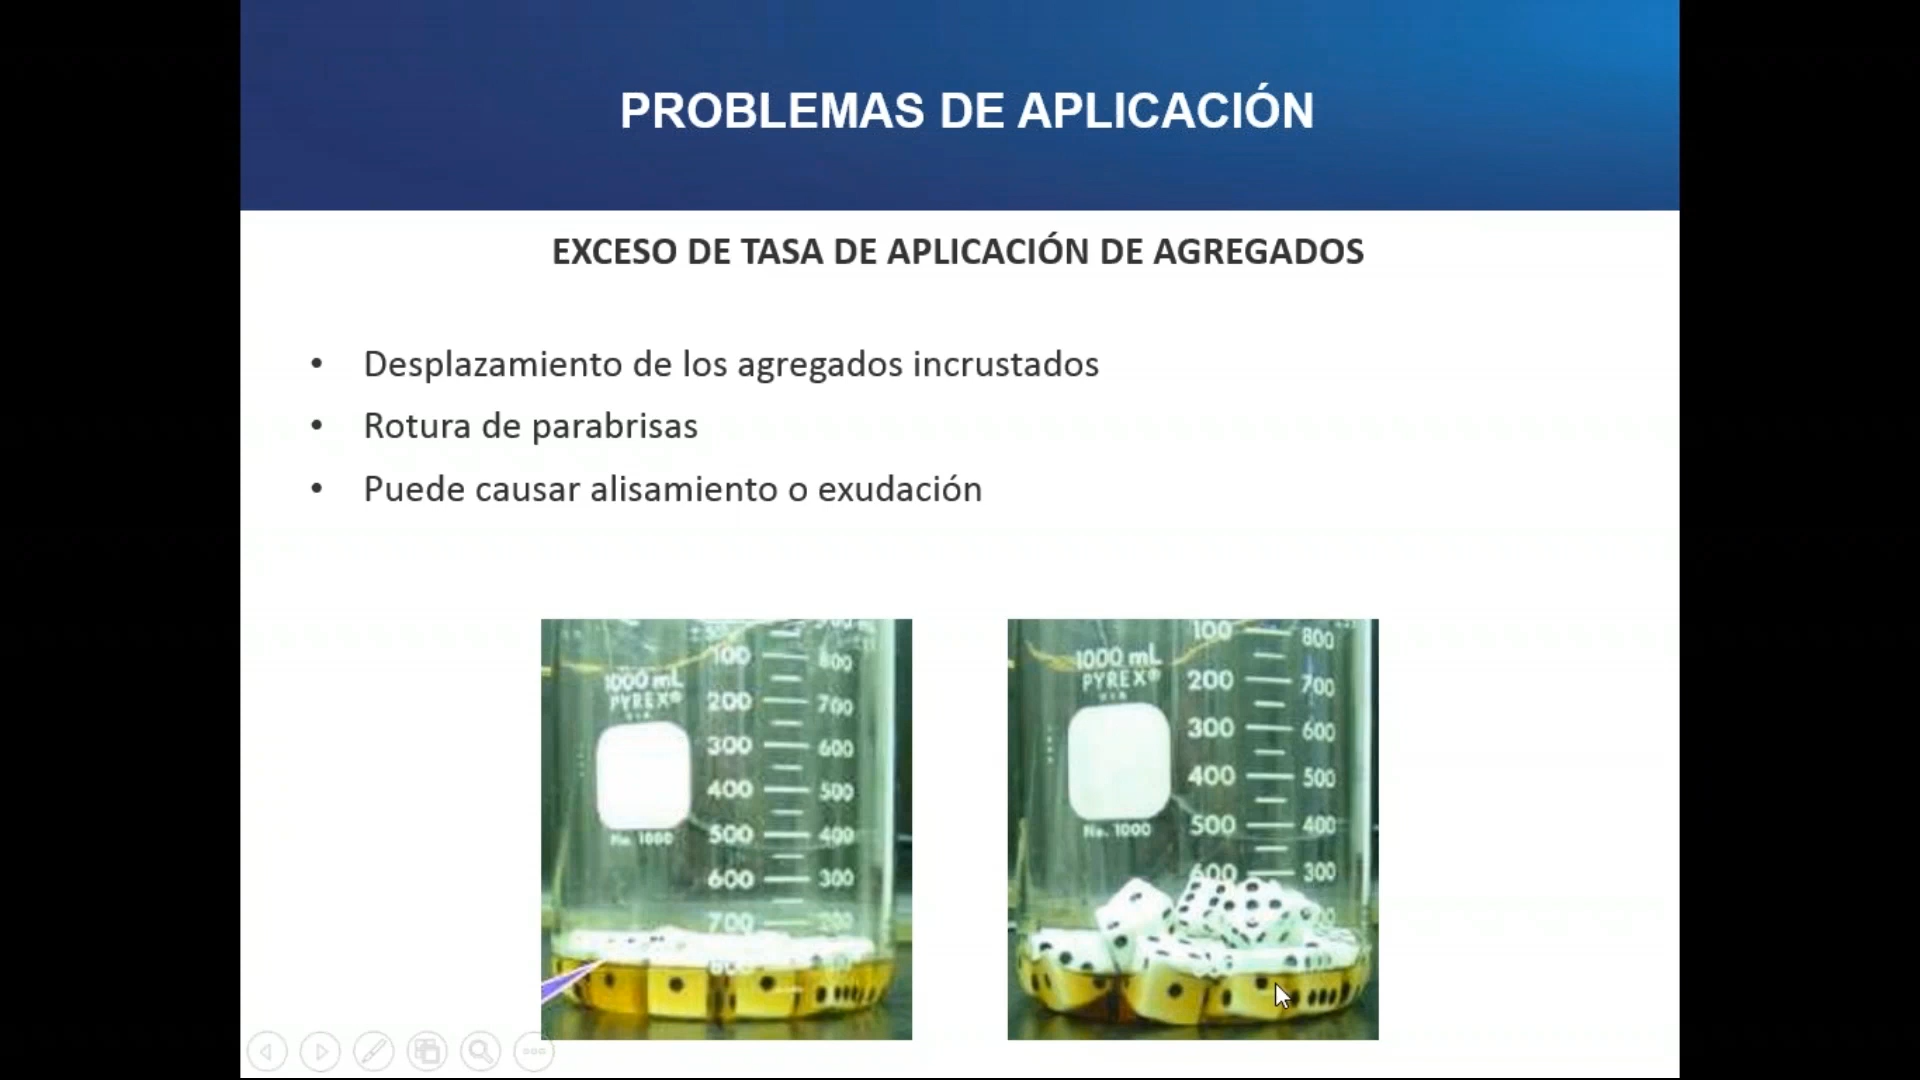 PROBLEMAS DE APLICACIÓN
EXCESO DE TASA DE APLICACIÓN DE AGREGADOS
• Desplazamiento de los agregados incrustados
• Rotura de parabrisas
• Puede causar alisamiento o exudación
100 800
1000 mL
PYREX®
200 700
300 600
400 500
500 400
No. 1000
600 300
700 200
100 800
1000 mL
PYREX®
200 700
300 600
400 500
500 400
No. 1000
600 300